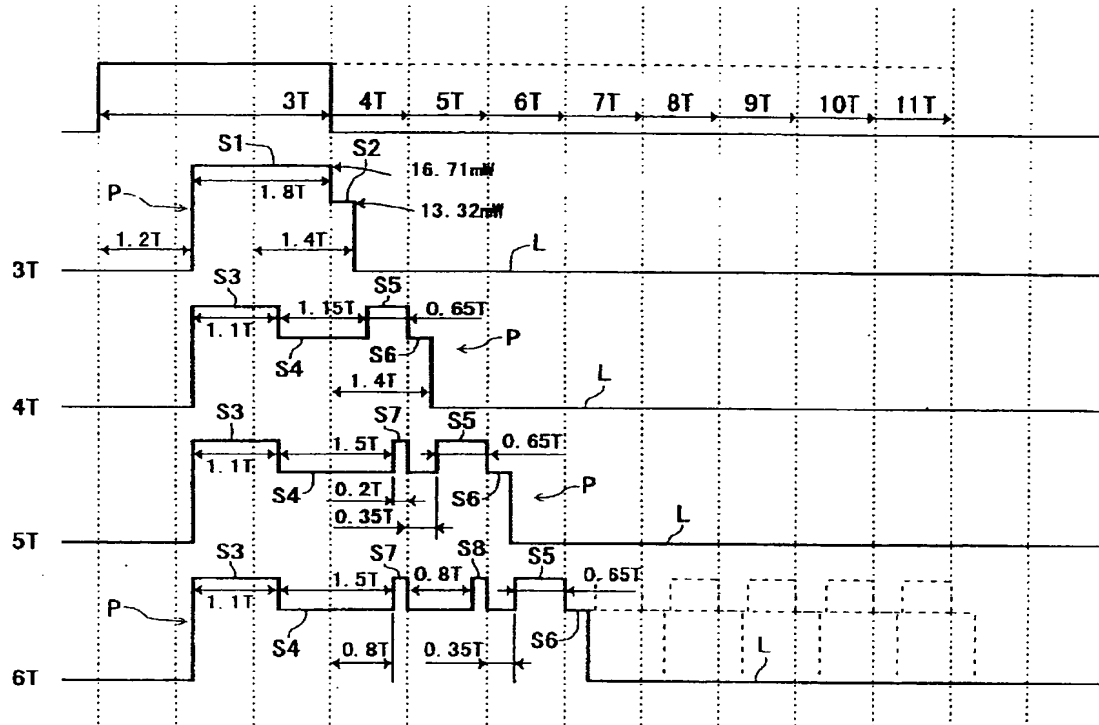 3T 4T 5T 6T 7T 8T 9T 10T 11T
S1 S2
16.71mW
P 1.8T
13.32mW
1.2T 1.4T L
3T
S3 S5
1.15T 0.65T
1.1T P
S4 S6
1.4T L
4T
S3 S7 S5
1.5T 0.65T
1.1T
S4 S6 P
0.2T
0.35T L
5T
S3 S7 S8 S5
1.5T 0.8T 0.65T
P 1.1T
S4 S6
0.8T 0.35T L
6T